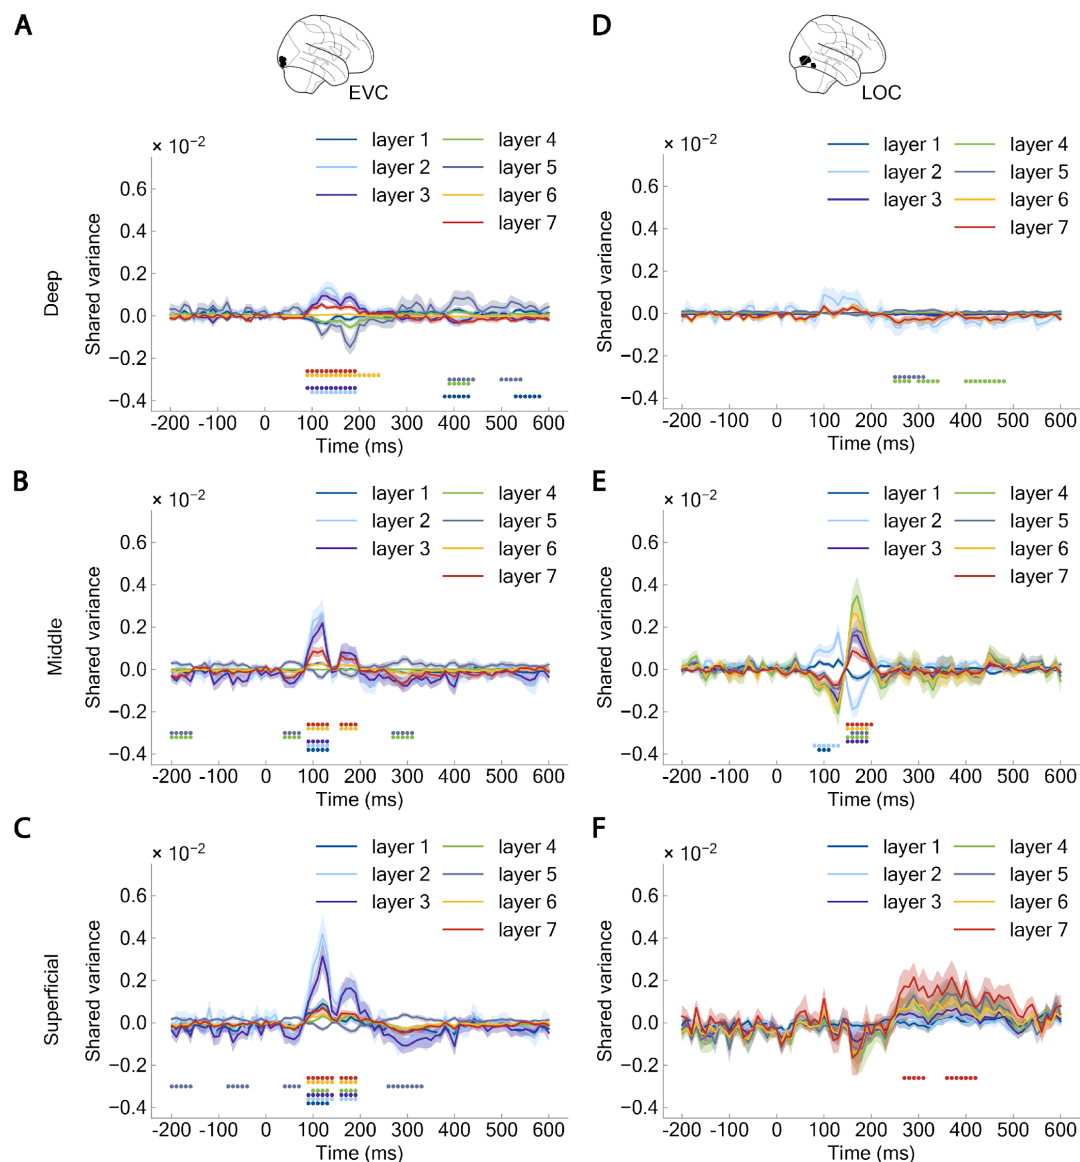 A
EVC
× 10⁻²
layer 1 layer 4
layer 2 layer 5
layer 3 layer 6
layer 7
0.6
0.4
0.2
0.0
−0.2
−0.4
Shared variance
Deep
-200 -100 0 100 200 300 400 500 600
Time (ms)
D
LOC
× 10⁻²
layer 1 layer 4
layer 2 layer 5
layer 3 layer 6
layer 7
0.6
0.4
0.2
0.0
−0.2
−0.4
Shared variance
-200 -100 0 100 200 300 400 500 600
Time (ms)
B
× 10⁻²
layer 1 layer 4
layer 2 layer 5
layer 3 layer 6
layer 7
0.6
0.4
0.2
0.0
−0.2
−0.4
Shared variance
Middle
-200 -100 0 100 200 300 400 500 600
Time (ms)
E
× 10⁻²
layer 1 layer 4
layer 2 layer 5
layer 3 layer 6
layer 7
0.6
0.4
0.2
0.0
−0.2
−0.4
Shared variance
-200 -100 0 100 200 300 400 500 600
Time (ms)
C
× 10⁻²
layer 1 layer 4
layer 2 layer 5
layer 3 layer 6
layer 7
0.6
0.4
0.2
0.0
−0.2
−0.4
Shared variance
Superficial
-200 -100 0 100 200 300 400 500 600
Time (ms)
F
× 10⁻²
layer 1 layer 4
layer 2 layer 5
layer 3 layer 6
layer 7
0.6
0.4
0.2
0.0
−0.2
−0.4
Shared variance
-200 -100 0 100 200 300 400 500 600
Time (ms)